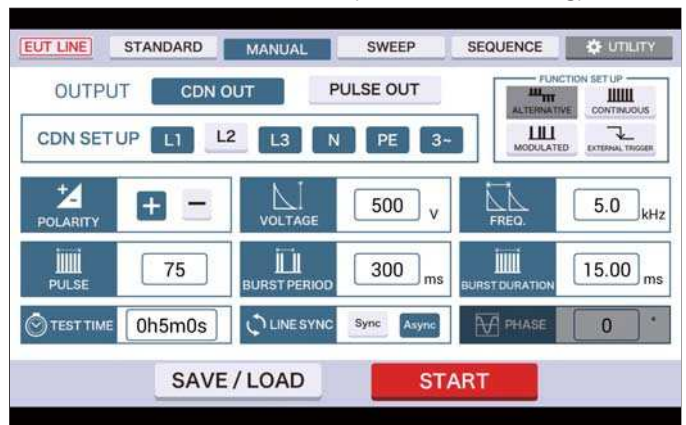 EUT LINE STANDARD MANUAL SWEEP SEQUENCE UTILITY
OUTPUT CDN OUT PULSE OUT
FUNCTION SET UP
ALTERNATIVE CONTINUOUS
MODULATED EXTERNAL TRIGGER
CDN SET UP L1 L2 L3 N PE 3~
POLARITY + − VOLTAGE 500 V FREQ. 5.0 kHz
PULSE 75 BURST PERIOD 300 ms BURST DURATION 15.00 ms
TEST TIME 0h5m0s LINE SYNC Sync Async PHASE 0 °
SAVE / LOAD START